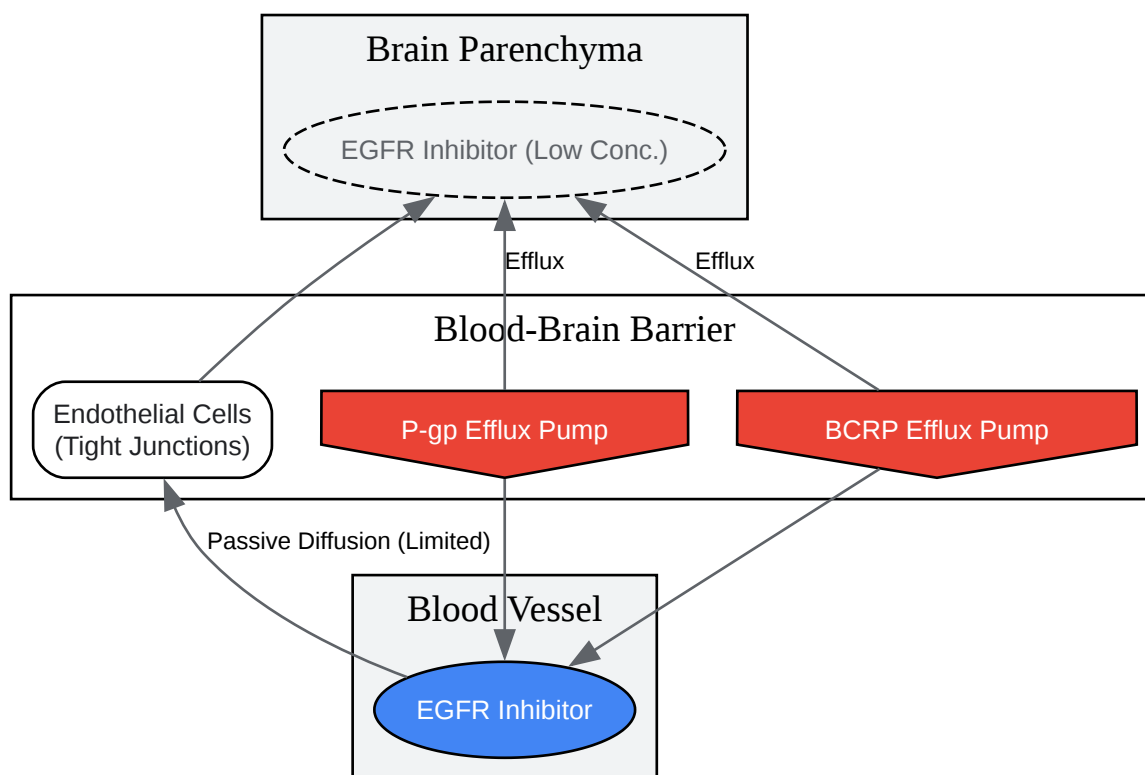 Brain Parenchyma
EGFR Inhibitor (Low Conc.)
Efflux
Efflux
Blood-Brain Barrier
Endothelial Cells
(Tight Junctions)
P-gp Efflux Pump
BCRP Efflux Pump
Passive Diffusion (Limited)
Blood Vessel
EGFR Inhibitor